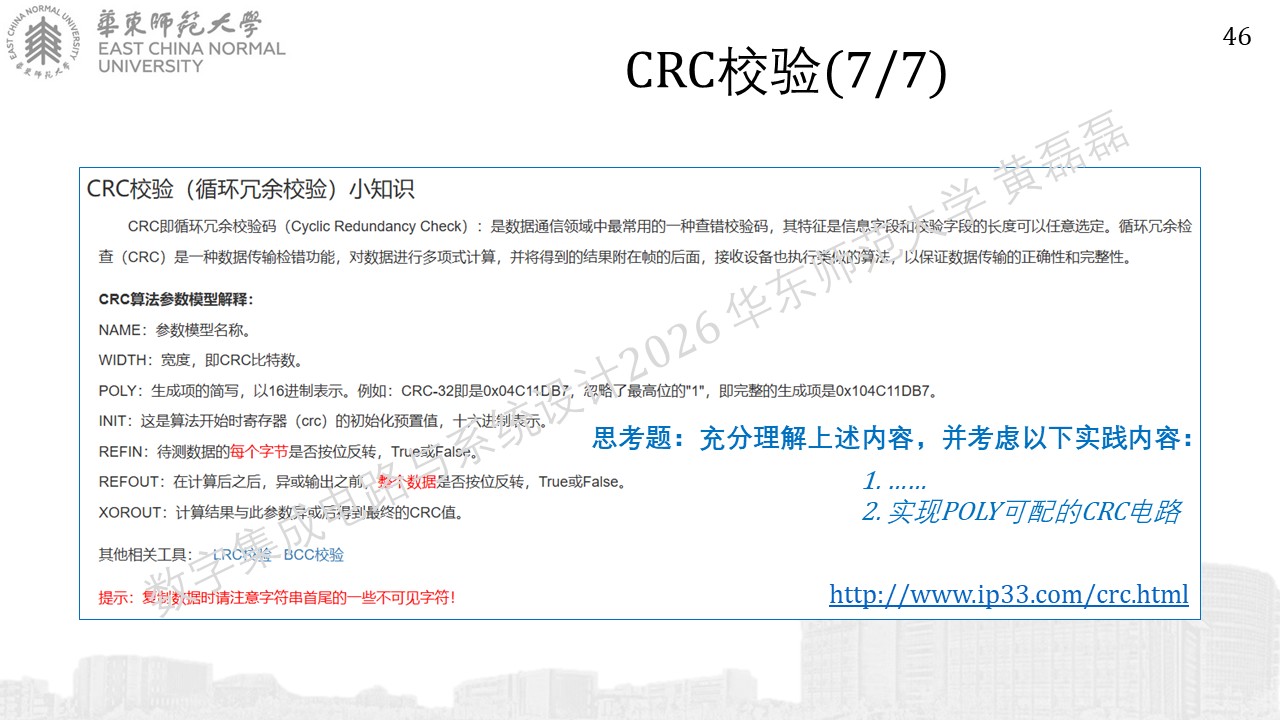 華東師範大學
EAST CHINA NORMAL
UNIVERSITY
EAST CHINA NORMAL UNIVERSITY
華東师范大學
46
CRC校验(7/7)
CRC校验（循环冗余校验）小知识
CRC即循环冗余校验码（Cyclic Redundancy Check）：是数据通信领域中最常用的一种查错校验码，其特征是信息字段和校验字段的长度可以任意选定。循环冗余检
查（CRC）是一种数据传输检错功能，对数据进行多项式计算，并将得到的结果附在帧的后面，接收设备也执行类似的算法，以保证数据传输的正确性和完整性。
CRC算法参数模型解释：
NAME：参数模型名称。
WIDTH：宽度，即CRC比特数。
POLY：生成项的简写，以16进制表示。例如：CRC-32即是0x04C11DB7，忽略了最高位的"1"，即完整的生成项是0x104C11DB7。
INIT：这是算法开始时寄存器（crc）的初始化预置值，十六进制表示。
REFIN：待测数据的每个字节是否按位反转，True或False。
REFOUT：在计算后之后，异或输出之前，整个数据是否按位反转，True或False。
XOROUT：计算结果与此参数异或后得到最终的CRC值。
其他相关工具： LRC校验 BCC校验
提示：复制数据时请注意字符串首尾的一些不可见字符！
思考题：充分理解上述内容，并考虑以下实践内容：
1. ……
2. 实现POLY可配的CRC电路
http://www.ip33.com/crc.html
数字集成电路与系统设计2026 华东师范大学 黄磊磊